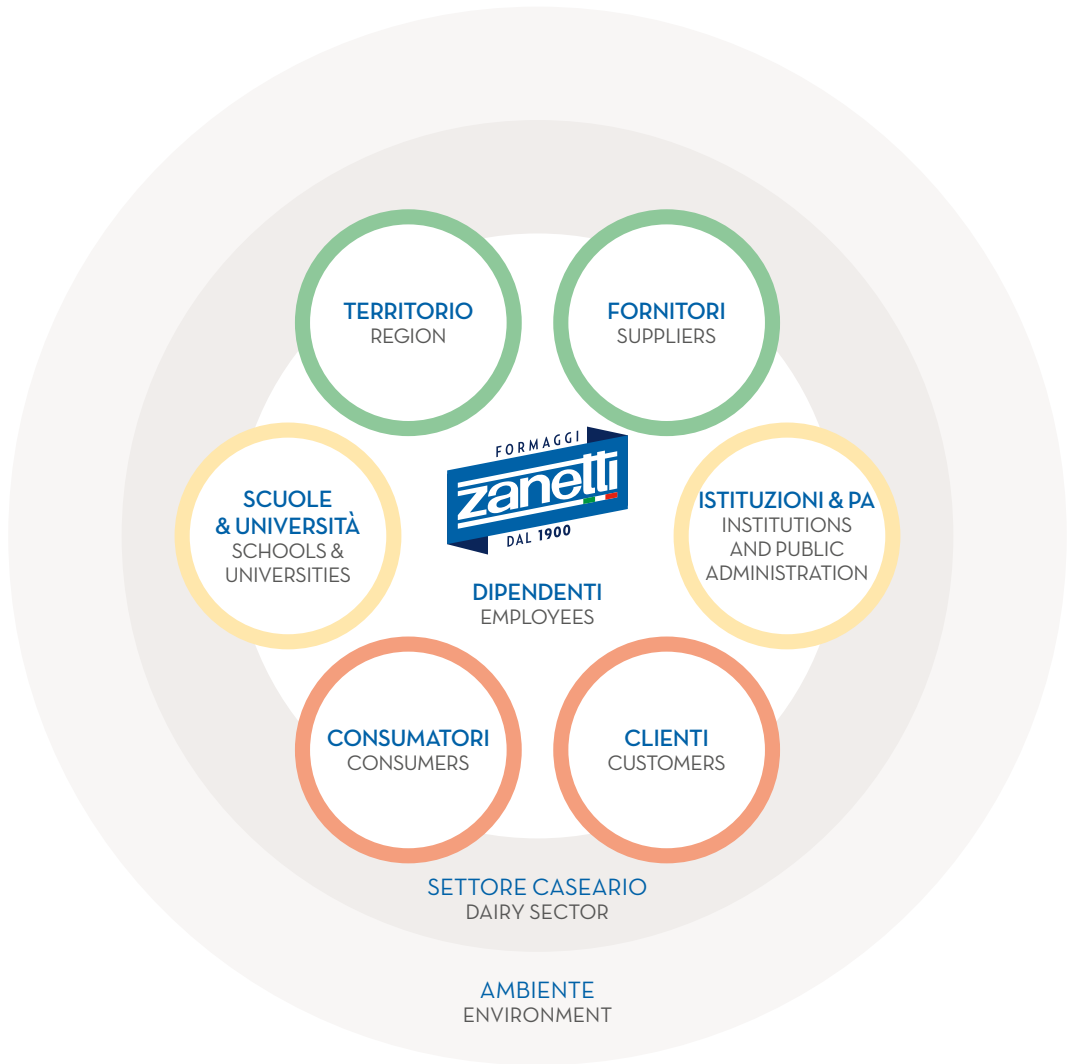 TERRITORIO
REGION
FORNITORI
SUPPLIERS
FORMAGGI
zanetti
DAL 1900
SCUOLE
& UNIVERSITÀ
SCHOOLS &
UNIVERSITIES
ISTITUZIONI & PA
INSTITUTIONS
AND PUBLIC
ADMINISTRATION
DIPENDENTI
EMPLOYEES
CONSUMATORI
CONSUMERS
CLIENTI
CUSTOMERS
SETTORE CASEARIO
DAIRY SECTOR
AMBIENTE
ENVIRONMENT